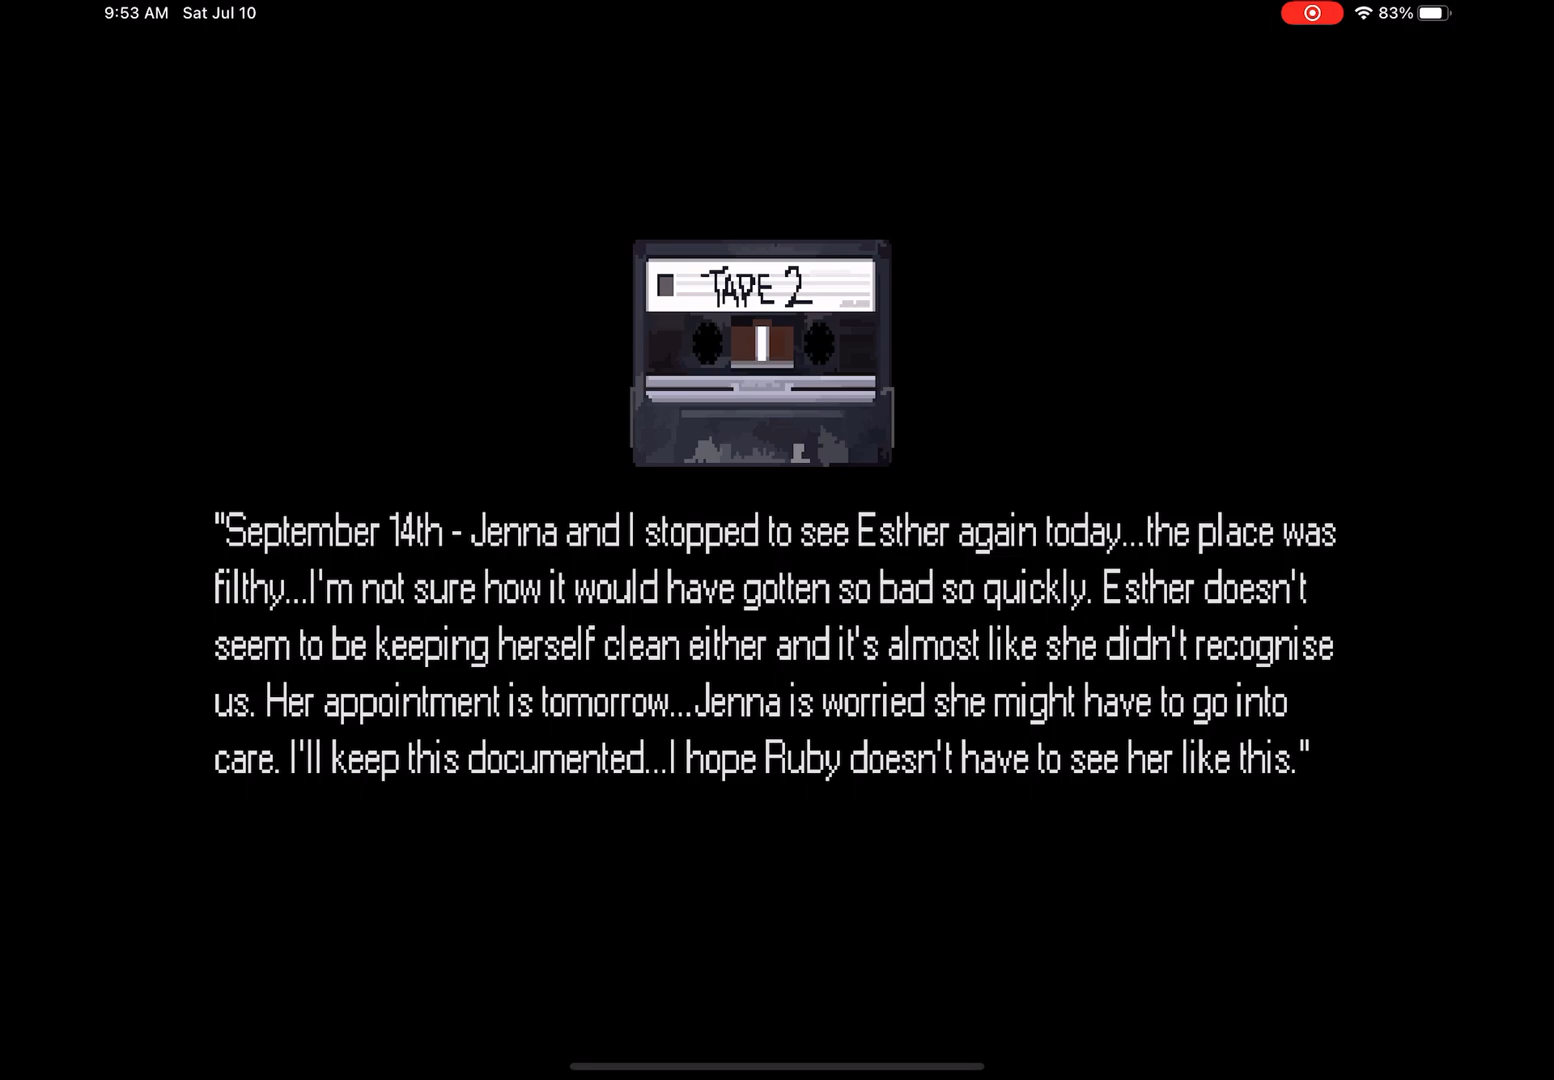 9:53 AM Sat Jul 10
83%
TAPE 2
"September 14th - Jenna and I stopped to see Esther again today...the place was
filthy...I'm not sure how it would have gotten so bad so quickly. Esther doesn't
seem to be keeping herself clean either and it's almost like she didn't recognise
us. Her appointment is tomorrow...Jenna is worried she might have to go into
care. I'll keep this documented...I hope Ruby doesn't have to see her like this."